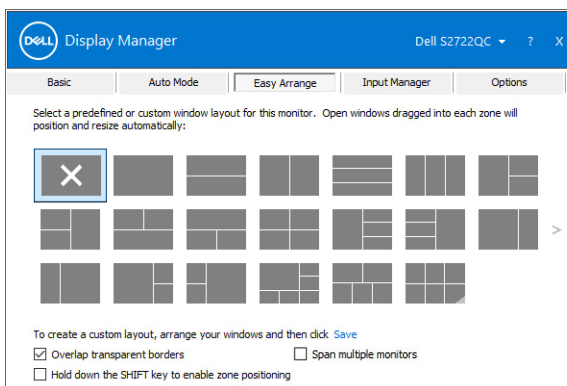 DELL Display Manager Dell S2722QC ? X
Basic Auto Mode Easy Arrange Input Manager Options
Select a predefined or custom window layout for this monitor. Open windows dragged into each zone will
position and resize automatically:
>
To create a custom layout, arrange your windows and then click Save
Overlap transparent borders Span multiple monitors
Hold down the SHIFT key to enable zone positioning